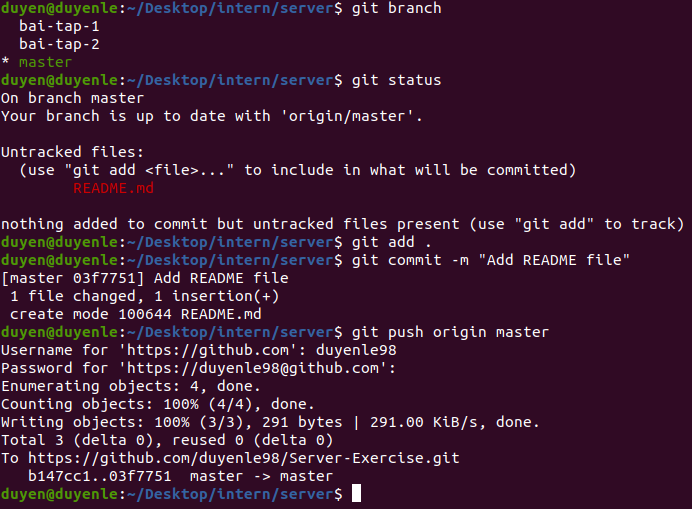 duyen@duyenle:~/Desktop/intern/server$ git branch
  bai-tap-1
  bai-tap-2
* master
duyen@duyenle:~/Desktop/intern/server$ git status
On branch master
Your branch is up to date with 'origin/master'.

Untracked files:
  (use "git add <file>..." to include in what will be committed)
        README.md

nothing added to commit but untracked files present (use "git add" to track)
duyen@duyenle:~/Desktop/intern/server$ git add .
duyen@duyenle:~/Desktop/intern/server$ git commit -m "Add README file"
[master 03f7751] Add README file
 1 file changed, 1 insertion(+)
 create mode 100644 README.md
duyen@duyenle:~/Desktop/intern/server$ git push origin master
Username for 'https://github.com': duyenle98
Password for 'https://duyenle98@github.com':
Enumerating objects: 4, done.
Counting objects: 100% (4/4), done.
Writing objects: 100% (3/3), 291 bytes | 291.00 KiB/s, done.
Total 3 (delta 0), reused 0 (delta 0)
To https://github.com/duyenle98/Server-Exercise.git
   b147cc1..03f7751  master -> master
duyen@duyenle:~/Desktop/intern/server$